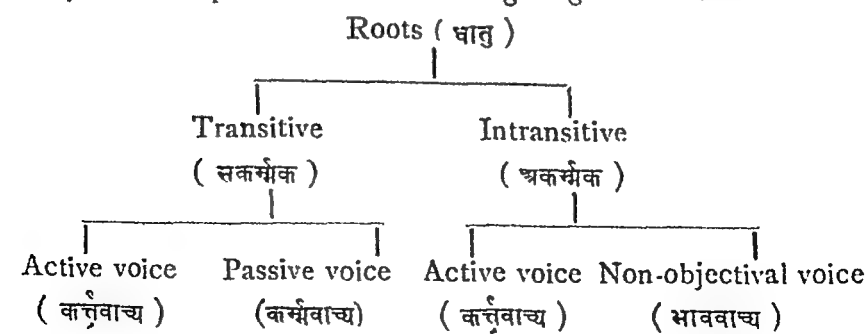 Roots ( धातु )
Transitive Intransitive
( सकर्म्मक ) ( अकर्म्मक )
Active voice Passive voice Active voice Non-objectival voice
( कर्त्तृवाच्य ) (कर्म्मवाच्य) ( कर्त्तृवाच्य ) ( भाववाच्य )